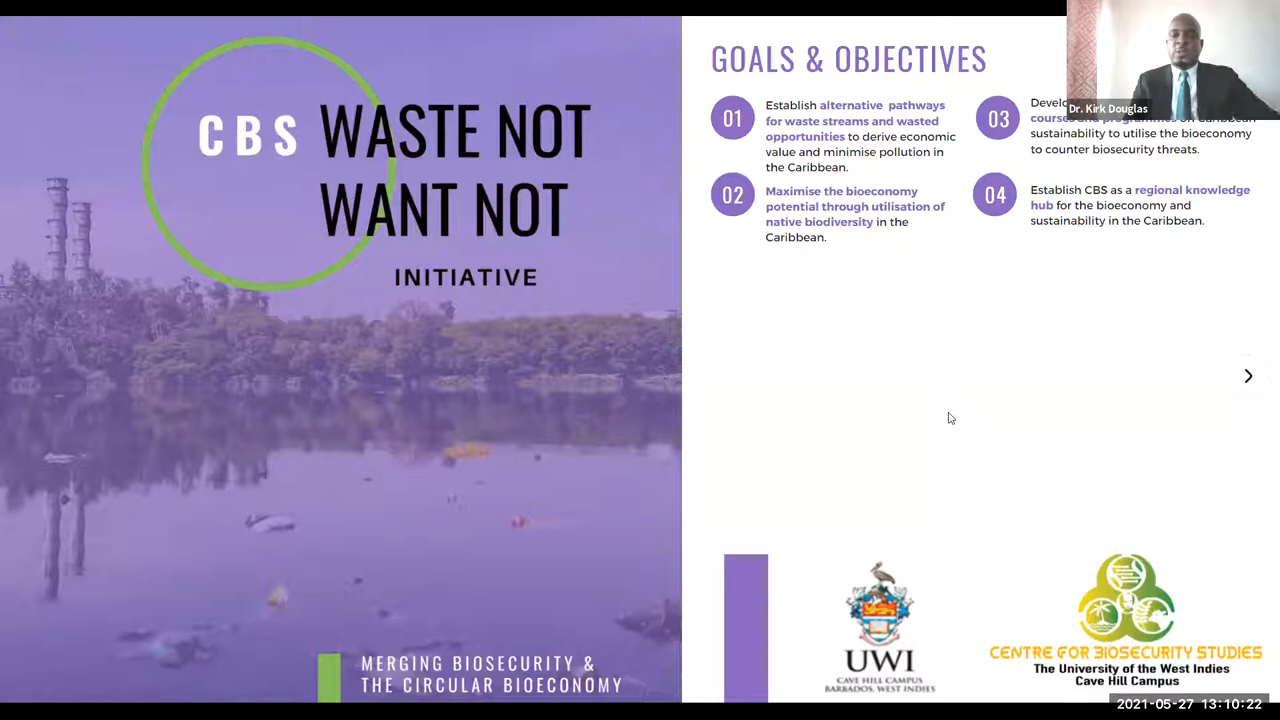 CBS WASTE NOT
WANT NOT
INITIATIVE
MERGING BIOSECURITY &
THE CIRCULAR BIOECONOMY
GOALS & OBJECTIVES
01
Establish alternative pathways
for waste streams and wasted
opportunities to derive economic
value and minimise pollution in
the Caribbean.
02
Maximise the bioeconomy
potential through utilisation of
native biodiversity in the
Caribbean.
03
sustainability to utilise the bioeconomy
to counter biosecurity threats.
04
Establish CBS as a regional knowledge
hub for the bioeconomy and
sustainability in the Caribbean.
Dr. Kirk Douglas
UWI
CAVE HILL CAMPUS
BARBADOS, WEST INDIES
CENTRE FOR BIOSECURITY STUDIES
The University of the West Indies
Cave Hill Campus
2021-05-27 13:10:22